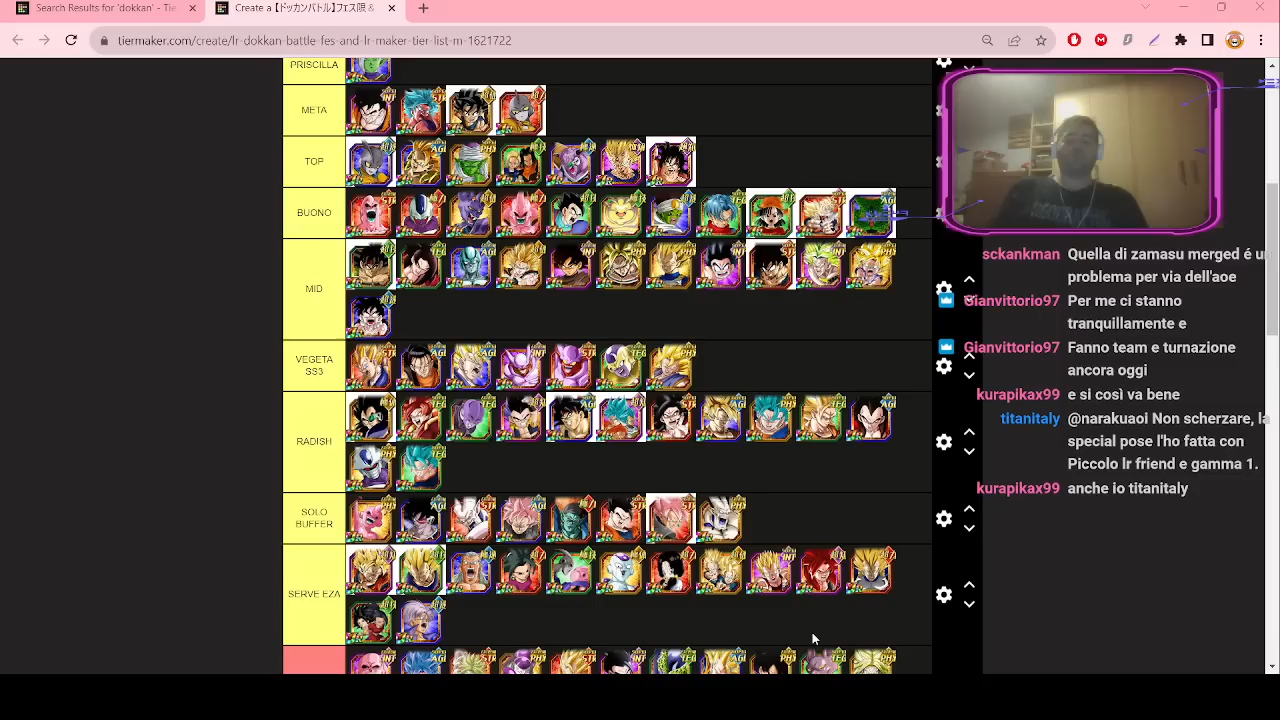 Search Results for 'dokkan' - Tie
Create a 【ドッカンバトル】フェス限 &
tiermaker.com/create/lr-dokkan-battle-fes-and-lr-maker-tier-list-m-1621722
PRISCILLA
META
TOP
BUONO
MID
VEGETA
SS3
RADISH
SOLO
BUFFER
SERVE EZA
sckankman Quella di zamasu merged é un
problema per via dell'aoe
Gianvittorio97 Per me ci stanno
tranquillamente e
Gianvittorio97 Fanno team e turnazione
ancora oggi
kurapikax99 e si così va bene
titanitaly @narakuaoi Non scherzare, la
special pose l'ho fatta con
Piccolo lr friend e gamma 1.
kurapikax99 anche io titanitaly